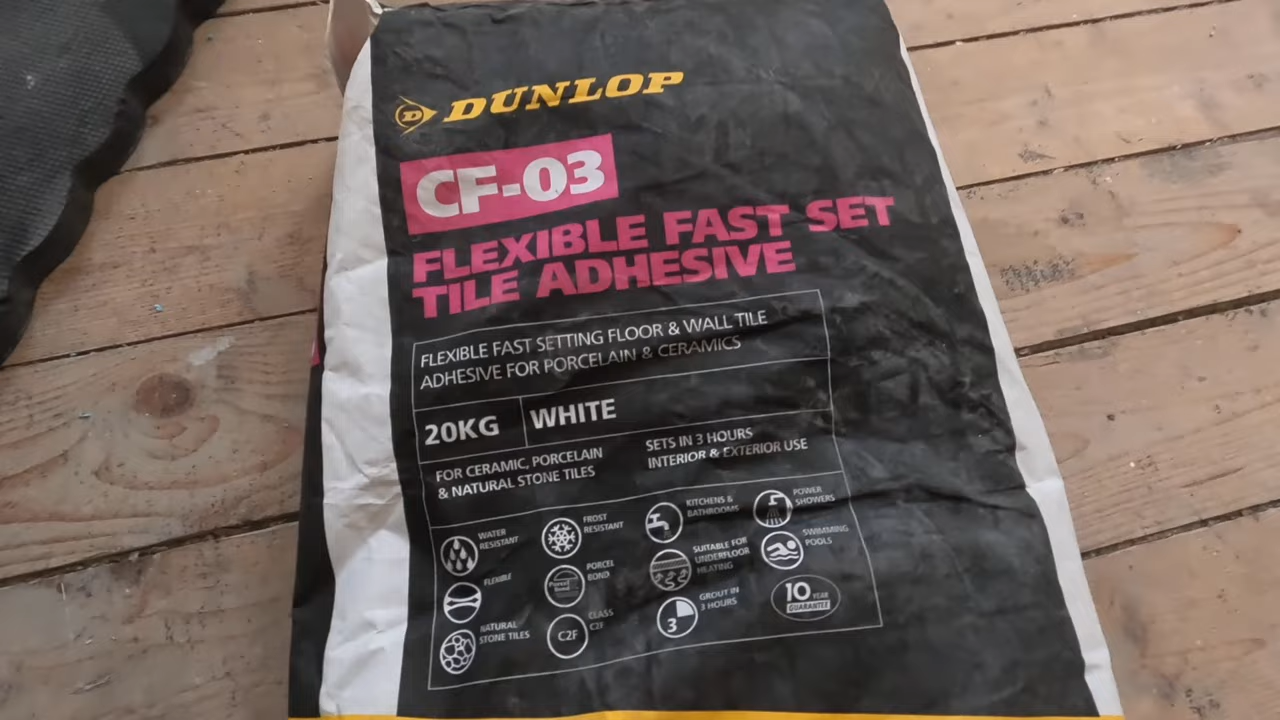 DUNLOP
CF-03
FLEXIBLE FAST SET
TILE ADHESIVE
FLEXIBLE FAST SETTING FLOOR & WALL TILE
ADHESIVE FOR PORCELAIN & CERAMICS
20KG
WHITE
FOR CERAMIC, PORCELAIN
& NATURAL STONE TILES
SETS IN 3 HOURS
INTERIOR & EXTERIOR USE
WATER
RESISTANT
FROST
RESISTANT
KITCHENS &
BATHROOMS
POWER
SHOWERS
FLEXIBLE
Porcel
Bond
PORCEL
BOND
SUITABLE FOR
UNDERFLOOR
HEATING
SWIMMING
POOLS
NATURAL
STONE TILES
C2F
CLASS
C2F
3
GROUT IN
3 HOURS
10 YEAR
GUARANTEE